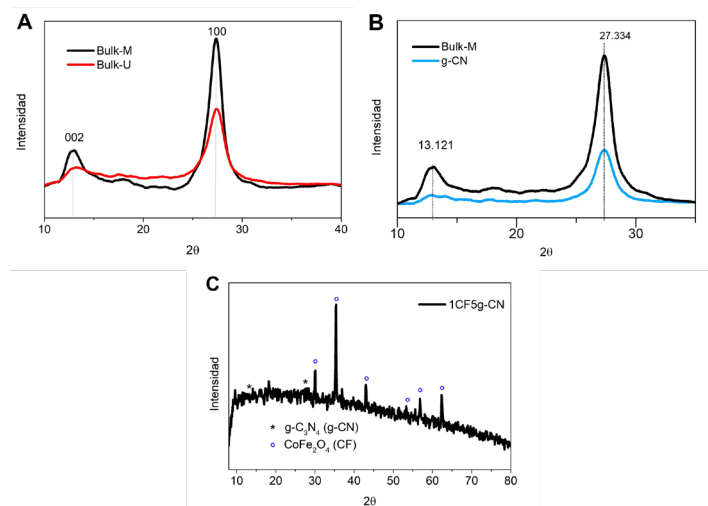 A
100
Bulk-M
Bulk-U
002
Intensidad
10
20
30
40
2θ
B
27.334
Bulk-M
g-CN
13.121
Intensidad
10
20
30
2θ
C
1CF5g-CN
Intensidad
* g-C₃N₄ (g-CN)
° CoFe₂O₄ (CF)
10
20
30
40
50
60
70
80
2θ